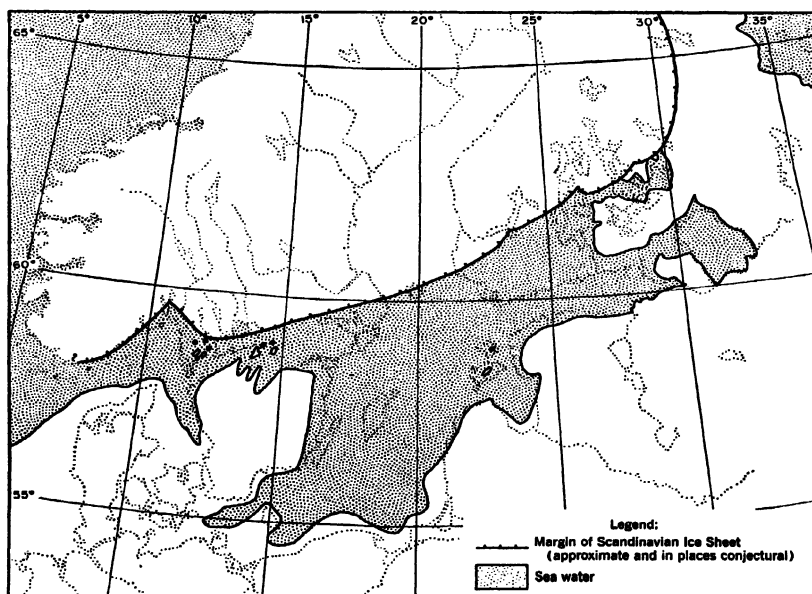 5° 10° 15° 20° 25° 30° 35°
65°
60°
55°
Legend:
Margin of Scandinavian Ice Sheet
(approximate and in places conjectural)
Sea water